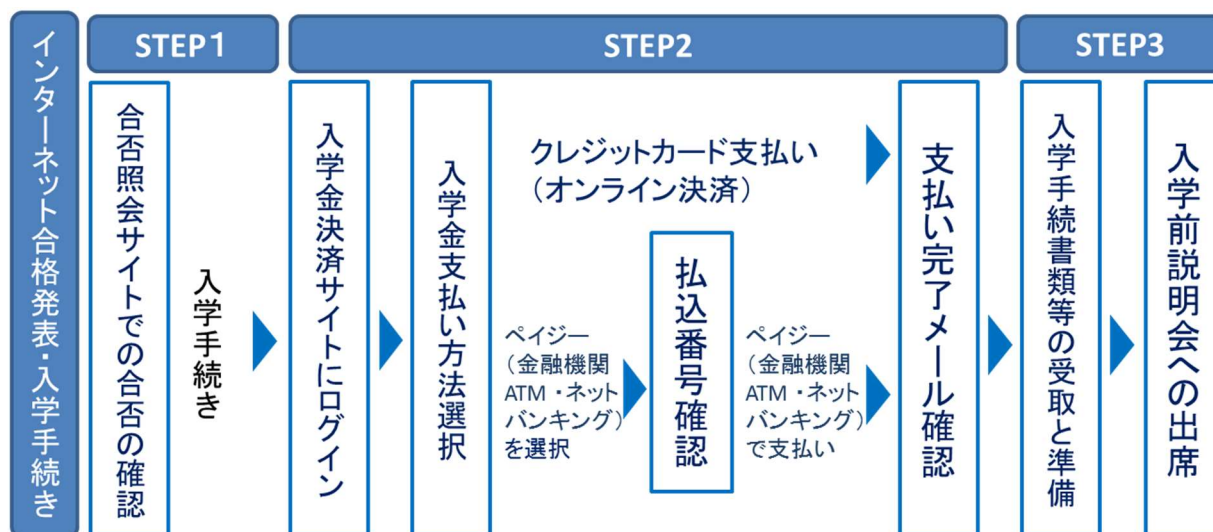 インターネット合格発表・入学手続き
STEP1
合否照会サイトでの合否の確認
入学手続き
STEP2
入学金決済サイトにログイン
入学金支払い方法選択
クレジットカード支払い
(オンライン決済)
ペイジー
(金融機関
ATM・ネット
バンキング)
を選択
払込番号確認
ペイジー
(金融機関
ATM・ネット
バンキング)
で支払い
支払い完了メール確認
STEP3
入学手続書類等の受取と準備
入学前説明会への出席